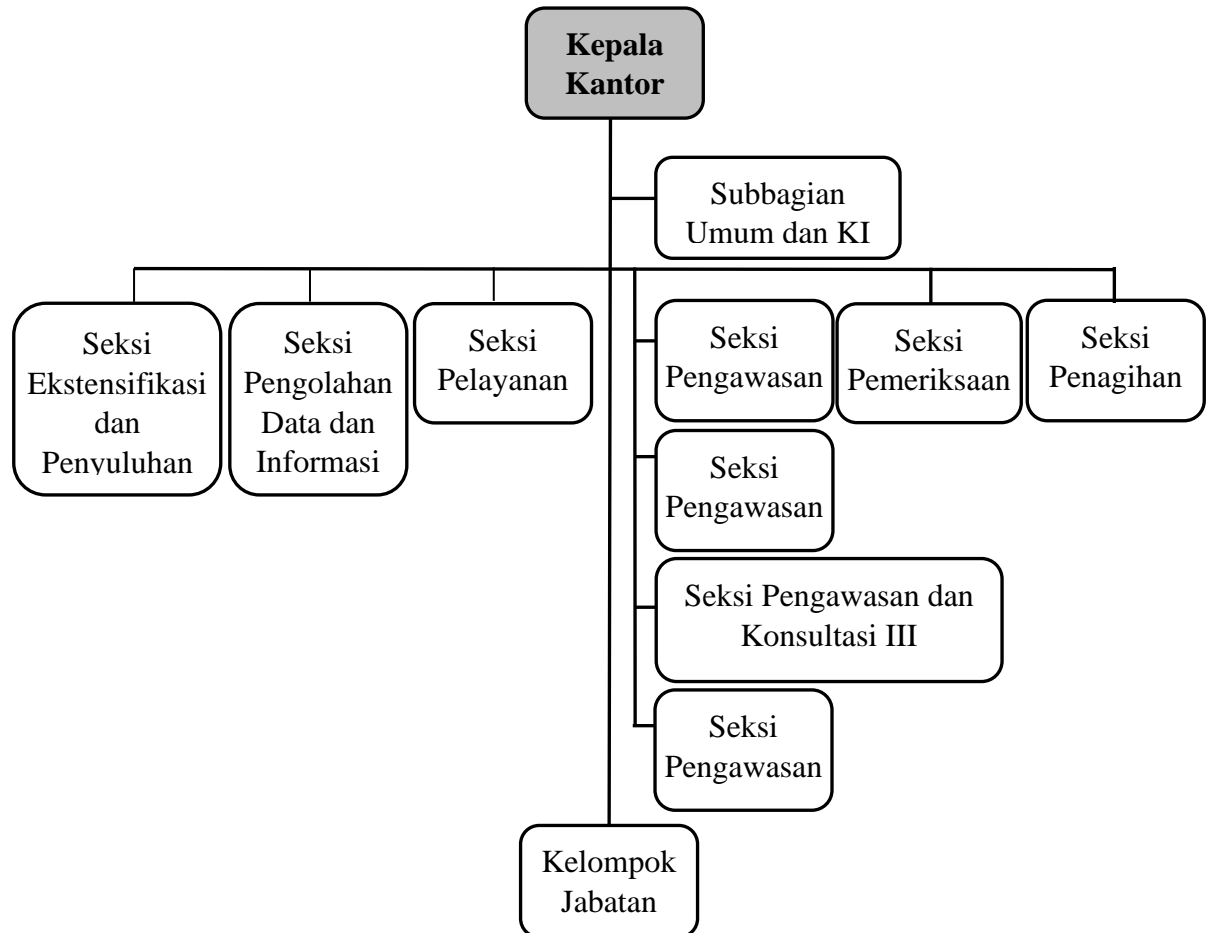 Kepala
Kantor
Subbagian
Umum dan KI
Seksi
Ekstensifikasi
dan
Penyuluhan
Seksi
Pengolahan
Data dan
Informasi
Seksi
Pelayanan
Seksi
Pengawasan
Seksi
Pemeriksaan
Seksi
Penagihan
Seksi
Pengawasan
Seksi Pengawasan dan
Konsultasi III
Seksi
Pengawasan
Kelompok
Jabatan